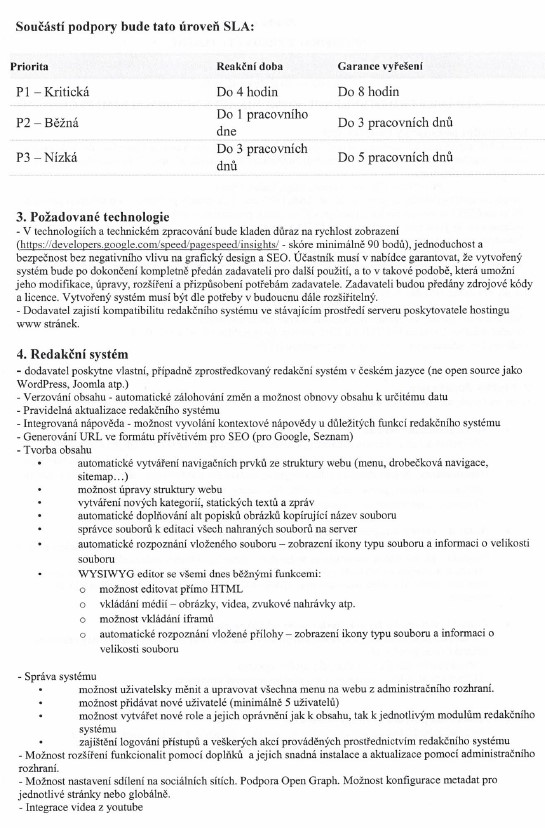 Součástí podpory bude tato úroveň SLA:
Priorita Reakční doba Garance vyřešení
P1 – Kritická Do 4 hodin Do 8 hodin
P2 – Běžná Do 1 pracovního dne Do 3 pracovních dnů
P3 – Nízká Do 3 pracovních dnů Do 5 pracovních dnů
3. Požadované technologie
- V technologiích a technickém zpracování bude kladen důraz na rychlost zobrazení
(https://developers.google.com/speed/pagespeed/insights/ - skóre minimálně 90 bodů), jednoduchost a
bezpečnost bez negativního vlivu na grafický design a SEO. Účastník musí v nabídce garantovat, že vytvořený
systém bude po dokončení kompletně předán zadavateli pro další použití, a to v takové podobě, která umožní
jeho modifikace, úpravy, rozšíření a přizpůsobení potřebám zadavatele. Zadavateli budou předány zdrojové kódy
a licence. Vytvořený systém musí být dle potřeby v budoucnu dále rozšiřitelný.
- Dodavatel zajistí kompatibilitu redakčního systému ve stávajícím prostředí serveru poskytovatele hostingu
www stránek.
4. Redakční systém
- dodavatel poskytne vlastní, případně zprostředkovaný redakční systém v českém jazyce (ne open source jako
WordPress, Joomla atp.)
- Verzování obsahu - automatické zálohování změn a možnost obnovy obsahu k určitému datu
- Pravidelná aktualizace redakčního systému
- Integrovaná nápověda - možnost vyvolání kontextové nápovědy u důležitých funkcí redakčního systému
- Generování URL ve formátu přívětivém pro SEO (pro Google, Seznam)
- Tvorba obsahu
• automatické vytváření navigačních prvků ze struktury webu (menu, drobečková navigace,
sitemap…)
• možnost úpravy struktury webu
• vytváření nových kategorií, statických textů a zpráv
• automatické doplňování alt popisků obrázků kopírující název souboru
• správce souborů k editaci všech nahraných souborů na server
• automatické rozpoznání vloženého souboru – zobrazení ikony typu souboru a informaci o velikosti
souboru
• WYSIWYG editor se všemi dnes běžnými funkcemi:
o možnost editovat přímo HTML
o vkládání médií – obrázky, videa, zvukové nahrávky atp.
o možnost vkládání iframů
o automatické rozpoznání vložené přílohy – zobrazení ikony typu souboru a informaci o
velikosti souboru
- Správa systému
• možnost uživatelsky měnit a upravovat všechna menu na webu z administračního rozhraní.
• možnost přidávat nové uživatelé (minimálně 5 uživatelů)
• možnost vytvářet nové role a jejich oprávnění jak k obsahu, tak k jednotlivým modulům redakčního
systému
• zajištění logování přístupů a veškerých akcí prováděných prostřednictvím redakčního systému
- Možnost rozšíření funkcionalit pomocí doplňků a jejich snadná instalace a aktualizace pomocí administračního
rozhraní.
- Možnost nastavení sdílení na sociálních sítích. Podpora Open Graph. Možnost konfigurace metadat pro
jednotlivé stránky nebo globálně.
- Integrace videa z youtube